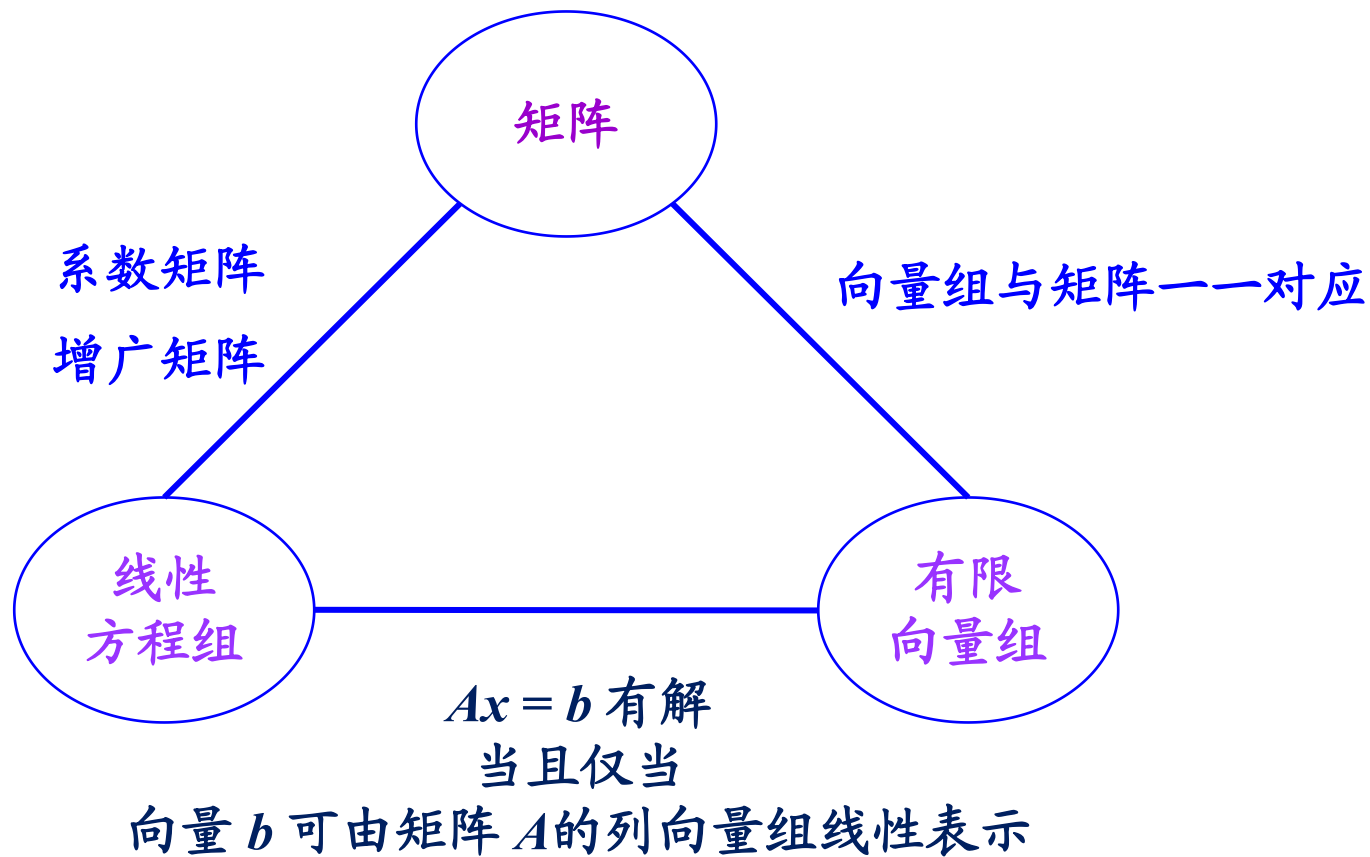 矩阵
系数矩阵
增广矩阵
向量组与矩阵一一对应
线性
方程组
有限
向量组
Ax = b 有解
当且仅当
向量 b 可由矩阵 A的列向量组线性表示